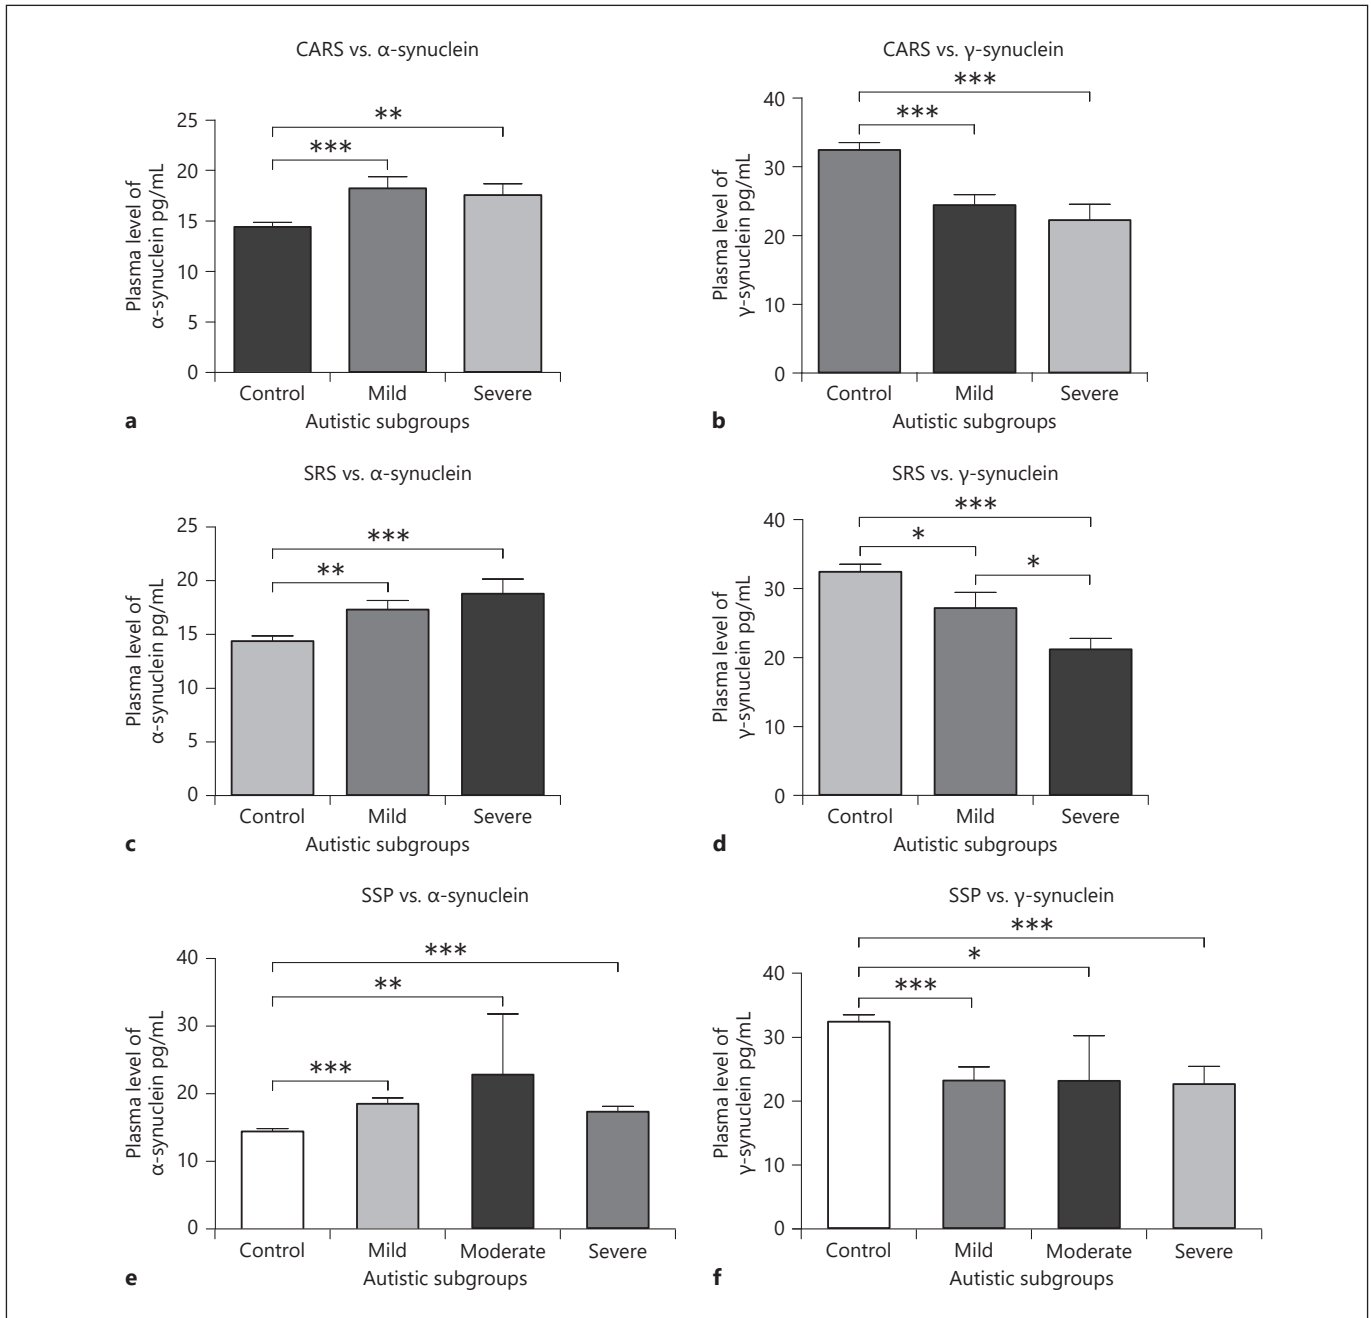 CARS vs. α-synuclein
**
***
25
20
15
10
5
0
Plasma level of
α-synuclein pg/mL
Control Mild Severe
a Autistic subgroups
CARS vs. γ-synuclein
***
***
40
30
20
10
0
Plasma level of
γ-synuclein pg/mL
Control Mild Severe
b Autistic subgroups
SRS vs. α-synuclein
***
**
25
20
15
10
5
0
Plasma level of
α-synuclein pg/mL
Control Mild Severe
c Autistic subgroups
SRS vs. γ-synuclein
***
*
*
40
30
20
10
0
Plasma level of
γ-synuclein pg/mL
Control Mild Severe
d Autistic subgroups
SSP vs. α-synuclein
***
**
***
40
30
20
10
0
Plasma level of
α-synuclein pg/mL
Control Mild Moderate Severe
e Autistic subgroups
SSP vs. γ-synuclein
***
*
***
40
30
20
10
0
Plasma level of
γ-synuclein pg/mL
Control Mild Moderate Severe
f Autistic subgroups